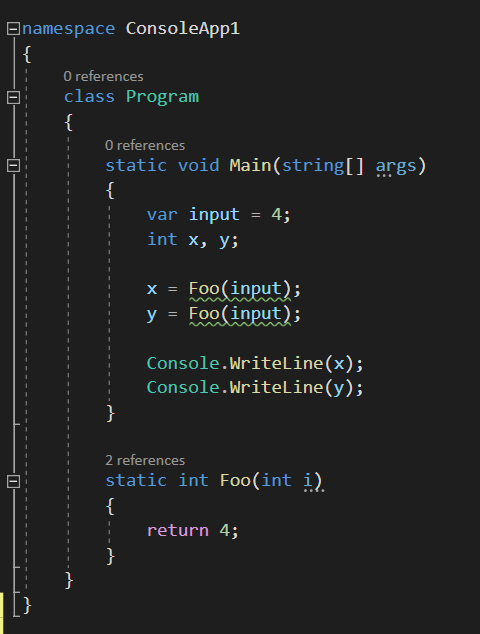 namespace ConsoleApp1
{
0 references
class Program
{
0 references
static void Main(string[] args)
{
var input = 4;
int x, y;
x = Foo(input);
y = Foo(input);
Console.WriteLine(x);
Console.WriteLine(y);
}
2 references
static int Foo(int i)
{
return 4;
}
}
}